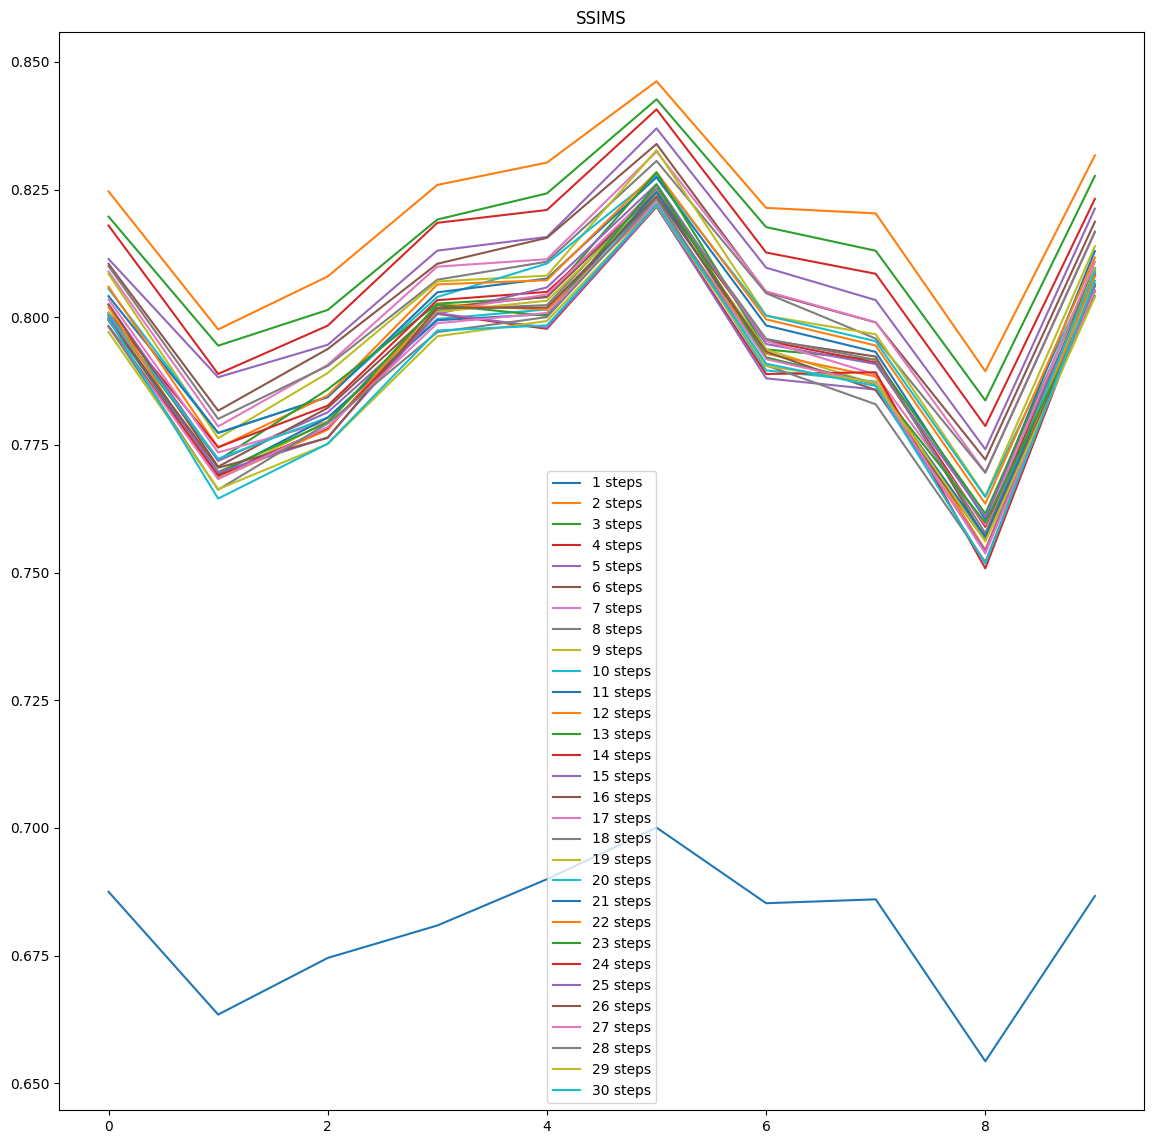 SSIMS
0.850
0.825
0.800
0.775
0.750
0.725
0.700
0.675
0.650
1 steps
2 steps
3 steps
4 steps
5 steps
6 steps
7 steps
8 steps
9 steps
10 steps
11 steps
12 steps
13 steps
14 steps
15 steps
16 steps
17 steps
18 steps
19 steps
20 steps
21 steps
22 steps
23 steps
24 steps
25 steps
26 steps
27 steps
28 steps
29 steps
30 steps
0 2 4 6 8